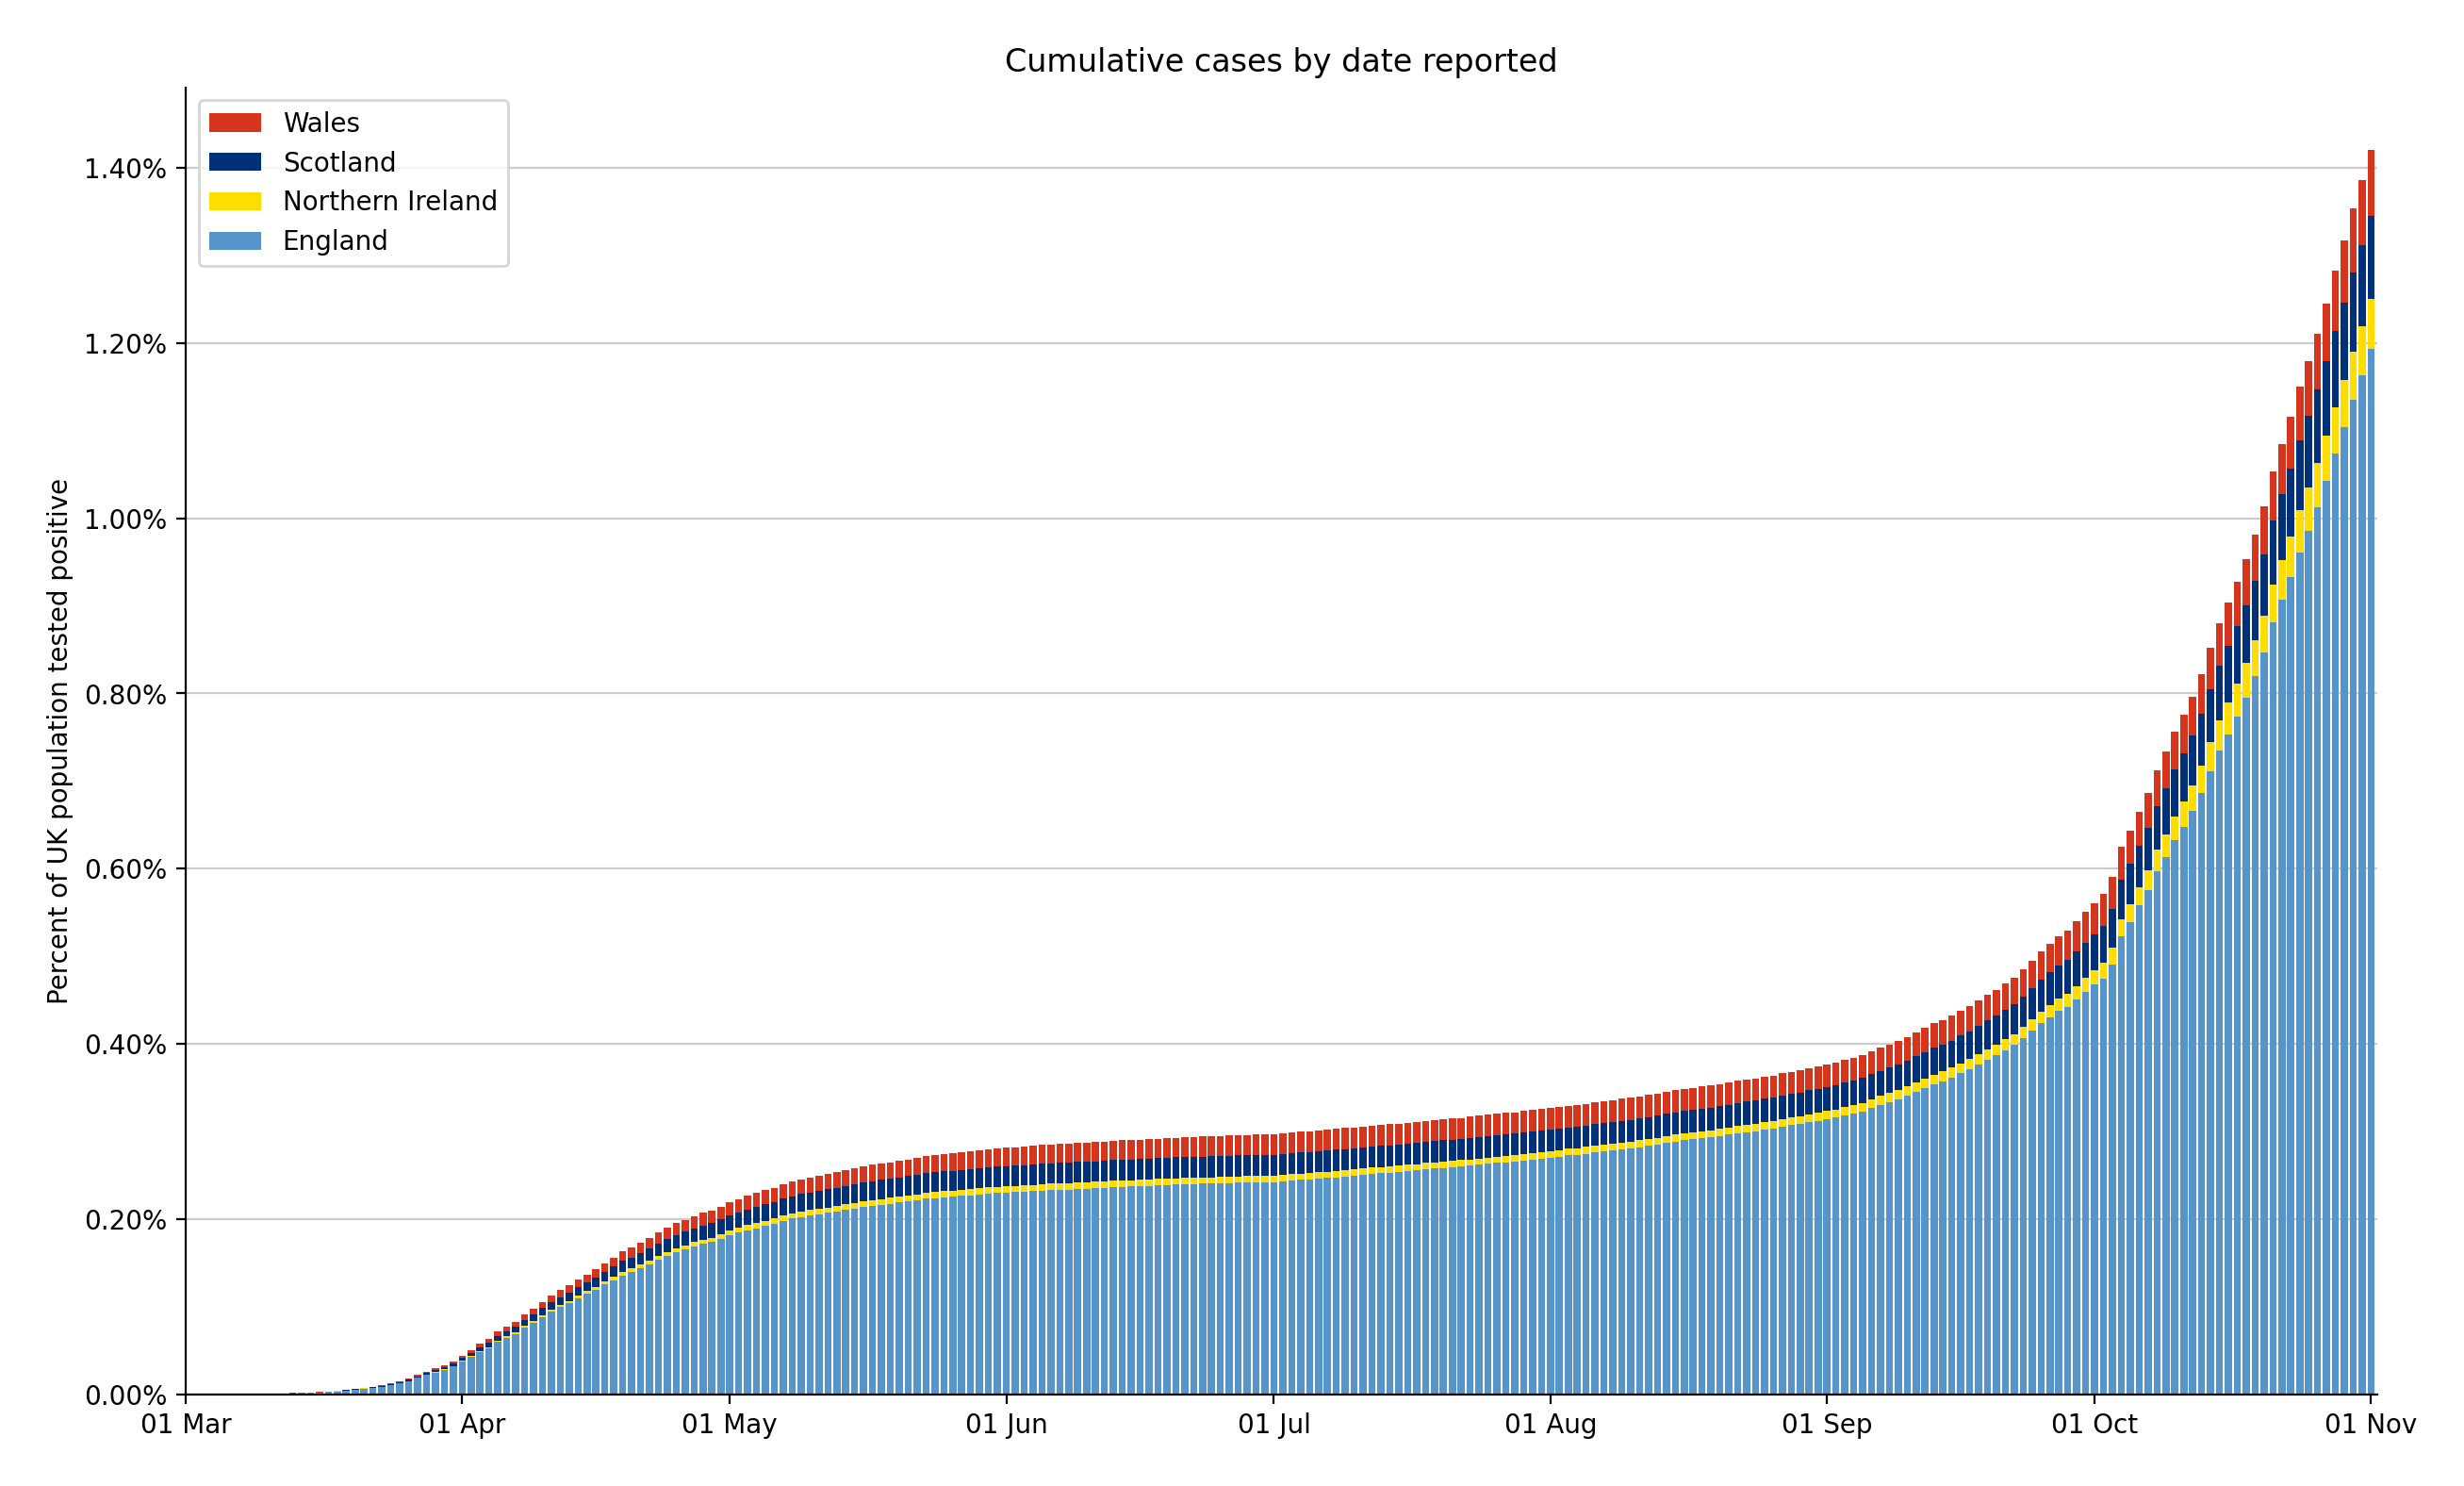 Cumulative cases by date reported
Wales
Scotland
Northern Ireland
England
Percent of UK population tested positive
1.40%
1.20%
1.00%
0.80%
0.60%
0.40%
0.20%
0.00%
01 Mar 01 Apr 01 May 01 Jun 01 Jul 01 Aug 01 Sep 01 Oct 01 Nov